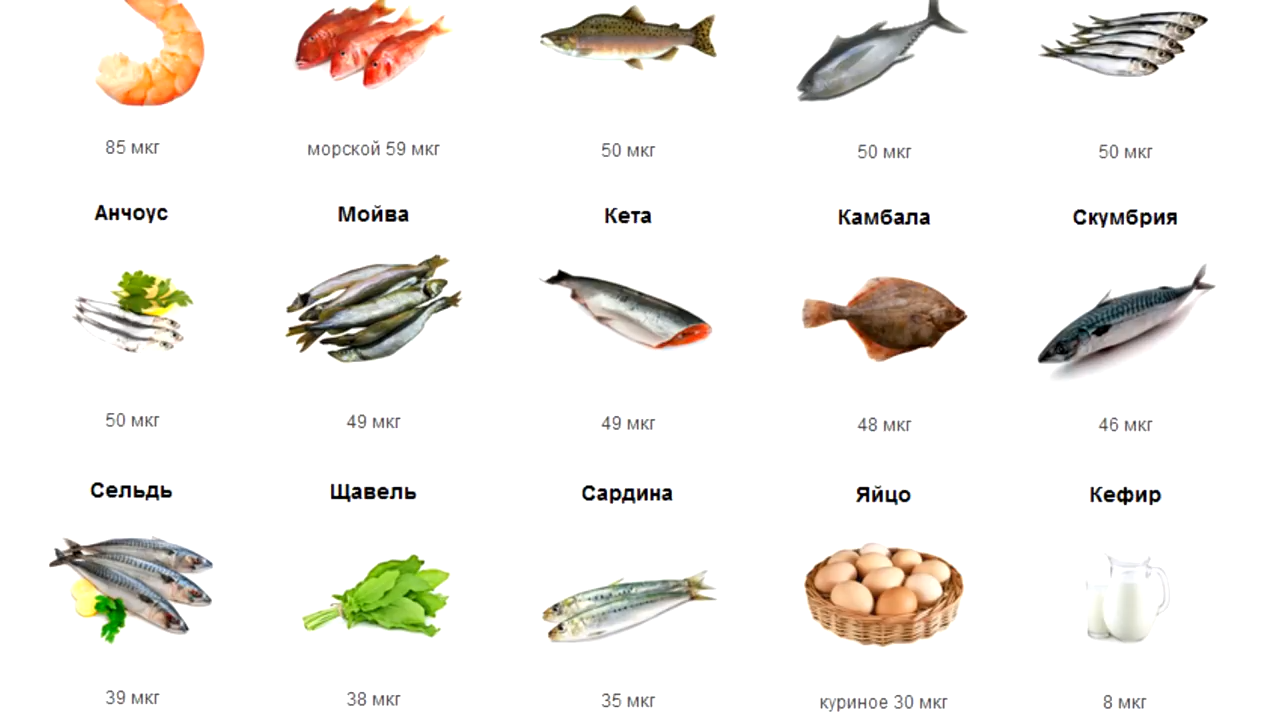 85 мкг
морской 59 мкг
50 мкг
50 мкг
50 мкг
Анчоус
Мойва
Кета
Камбала
Скумбрия
50 мкг
49 мкг
49 мкг
48 мкг
46 мкг
Сельдь
Щавель
Сардина
Яйцо
Кефир
39 мкг
38 мкг
35 мкг
куриное 30 мкг
8 мкг